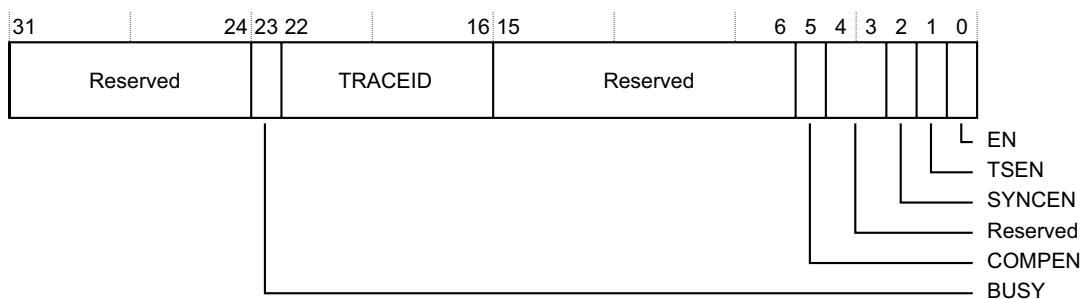 31 24 23 22 16 15 6 5 4 3 2 1 0
Reserved TRACEID Reserved
EN
TSEN
SYNCEN
Reserved
COMPEN
BUSY